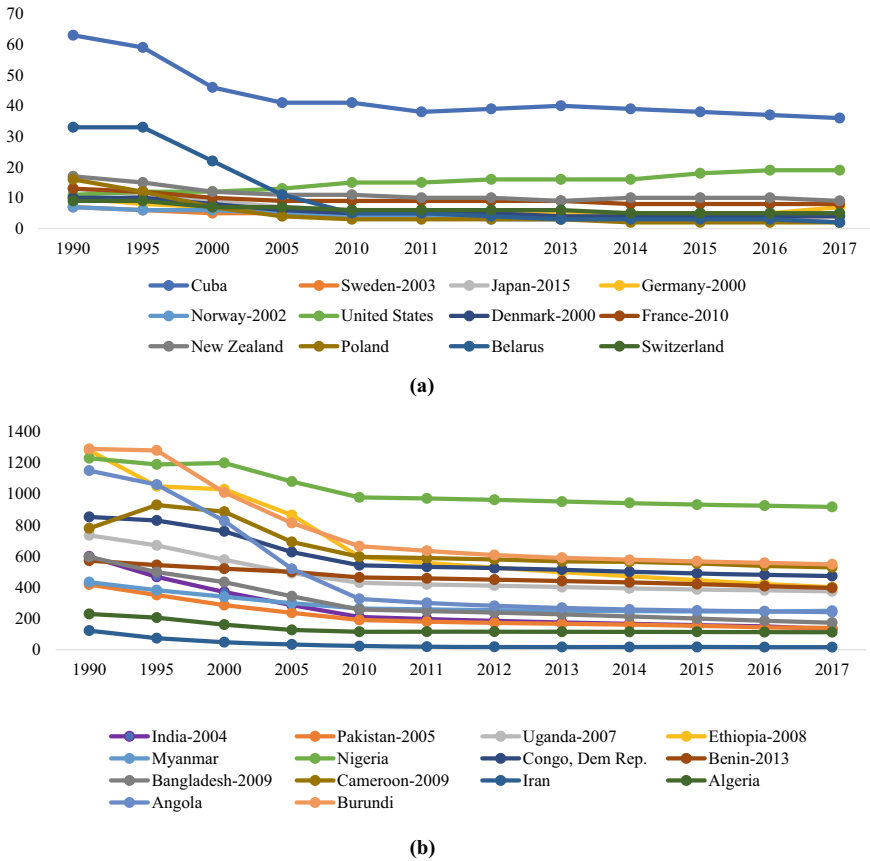 70
60
50
40
30
20
10
0
1990 1995 2000 2005 2010 2011 2012 2013 2014 2015 2016 2017
Cuba Sweden-2003 Japan-2015 Germany-2000
Norway-2002 United States Denmark-2000 France-2010
New Zealand Poland Belarus Switzerland
(a)
1400
1200
1000
800
600
400
200
0
1990 1995 2000 2005 2010 2011 2012 2013 2014 2015 2016 2017
India-2004 Pakistan-2005 Uganda-2007 Ethiopia-2008
Myanmar Nigeria Congo, Dem Rep. Benin-2013
Bangladesh-2009 Cameroon-2009 Iran Algeria
Angola Burundi
(b)